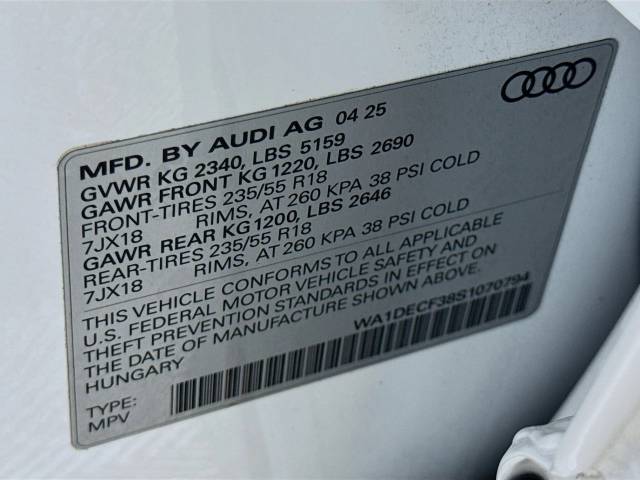 MFD. BY AUDI AG 04 25
GVWR KG 2340, LBS 5159
GAWR FRONT KG 1220, LBS 2690
FRONT-TIRES 235/55 R18
7JX18 RIMS, AT 260 KPA 38 PSI COLD
GAWR REAR KG 1200, LBS 2646
REAR-TIRES 235/55 R18
7JX18 RIMS, AT 260 KPA 38 PSI COLD
THIS VEHICLE CONFORMS TO ALL APPLICABLE
U.S. FEDERAL MOTOR VEHICLE SAFETY AND
THEFT PREVENTION STANDARDS IN EFFECT ON
THE DATE OF MANUFACTURE SHOWN ABOVE.
HUNGARY
WA1DECF38S1070794
TYPE:
MPV